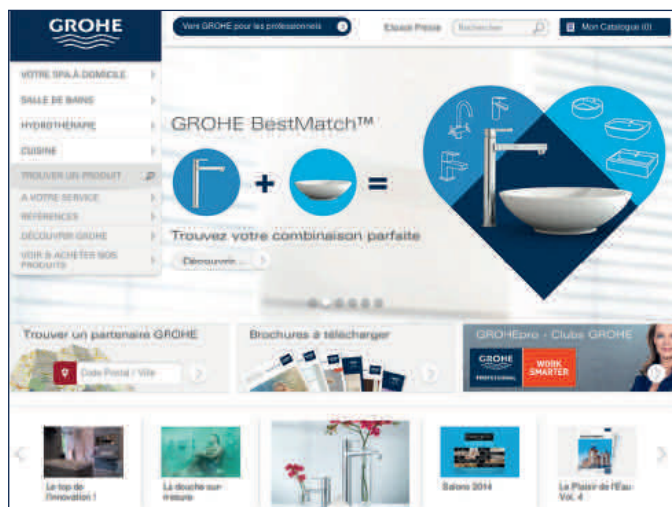 GROHE
Vers GROHE pour les professionnels
Espace Presse
Rechercher
Mon Catalogue (0)
VOTRE SPA À DOMICILE
SALLE DE BAINS
HYDROTHÉRAPIE
CUISINE
TROUVER UN PRODUIT
A VOTRE SERVICE
RÉFÉRENCES
DÉCOUVRIR GROHE
VOIR & ACHETER NOS
PRODUITS
GROHE BestMatch™
+
=
Trouvez votre combinaison parfaite
Découvrir...
Trouver un partenaire GROHE
Code Postal / Ville
Brochures à télécharger
GROHEpro - Clubs GROHE
GROHE
PROFESSIONAL
WORK
SMARTER
Le top de
l'innovation !
La douche sur-
mesure
Salons 2014
Le Plaisir de l'Eau
Vol. 4